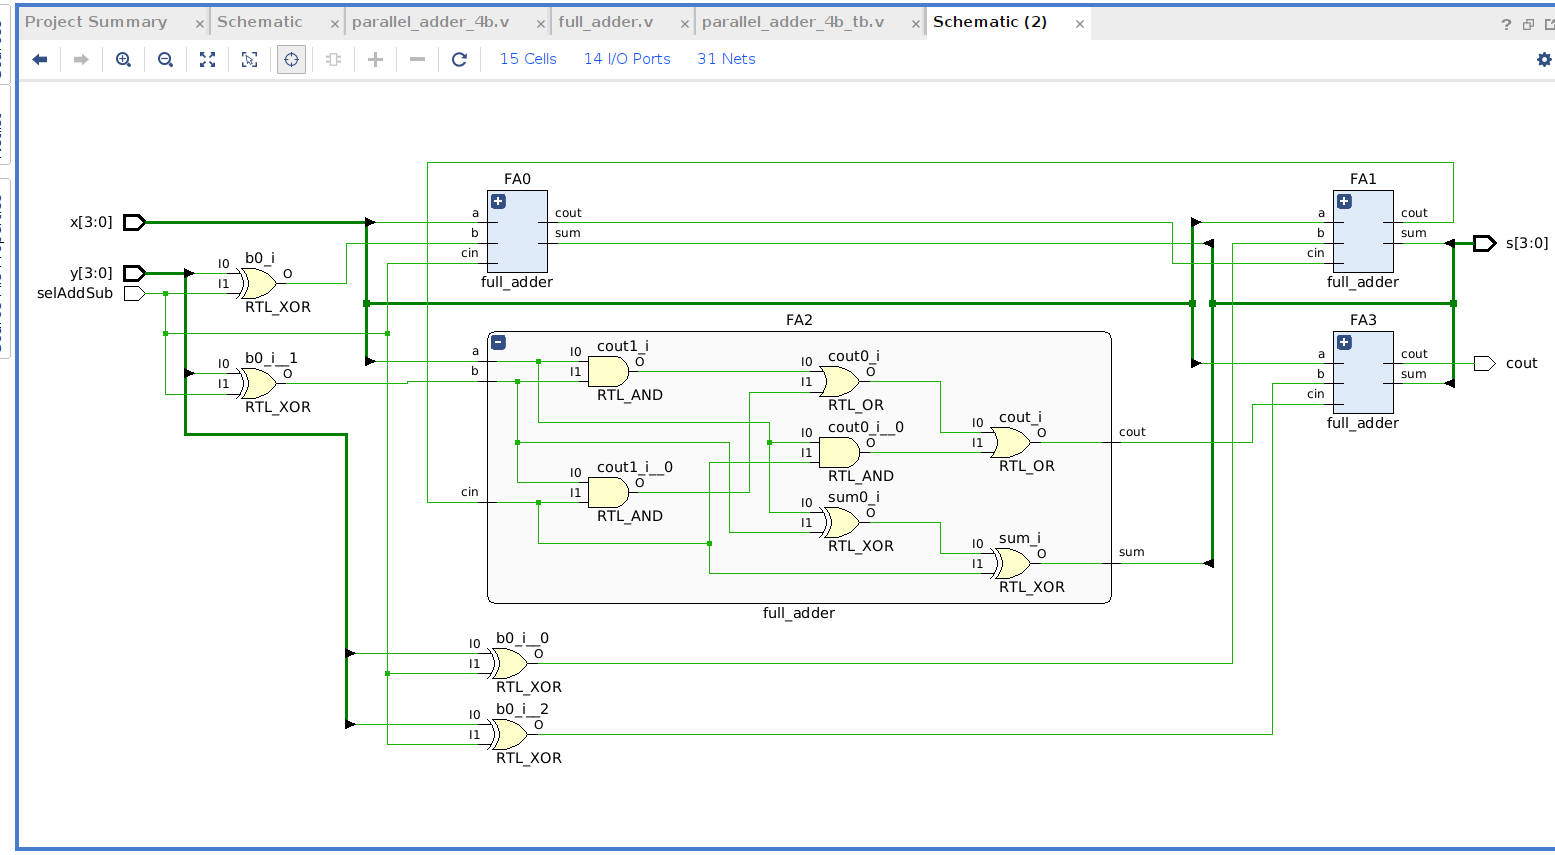 Project Summary × Schematic × parallel_adder_4b.v × full_adder.v × parallel_adder_4b_tb.v × Schematic (2) × ?
15 Cells 14 I/O Ports 31 Nets
FA0 FA1
x[3:0] a cout a cout
b sum b sum s[3:0]
b0_i
y[3:0] I0 O cin cin
selAddSub I1 full_adder full_adder
RTL_XOR
FA2 FA3
b0_i__1 a cout1_i cout0_i a cout cout
I0 O b I0 O I0 O b sum
I1 I1 I1 cin
RTL_XOR RTL_AND RTL_OR full_adder
cout0_i__0 cout_i
I0 O I0 O cout
I1 I1
cin cout1_i__0 RTL_AND RTL_OR
I0 O
I1
RTL_AND
sum0_i
I0 O
I1
RTL_XOR
sum_i
I0 O sum
I1
RTL_XOR
full_adder
b0_i__0
I0 O
I1
RTL_XOR
b0_i__2
I0 O
I1
RTL_XOR